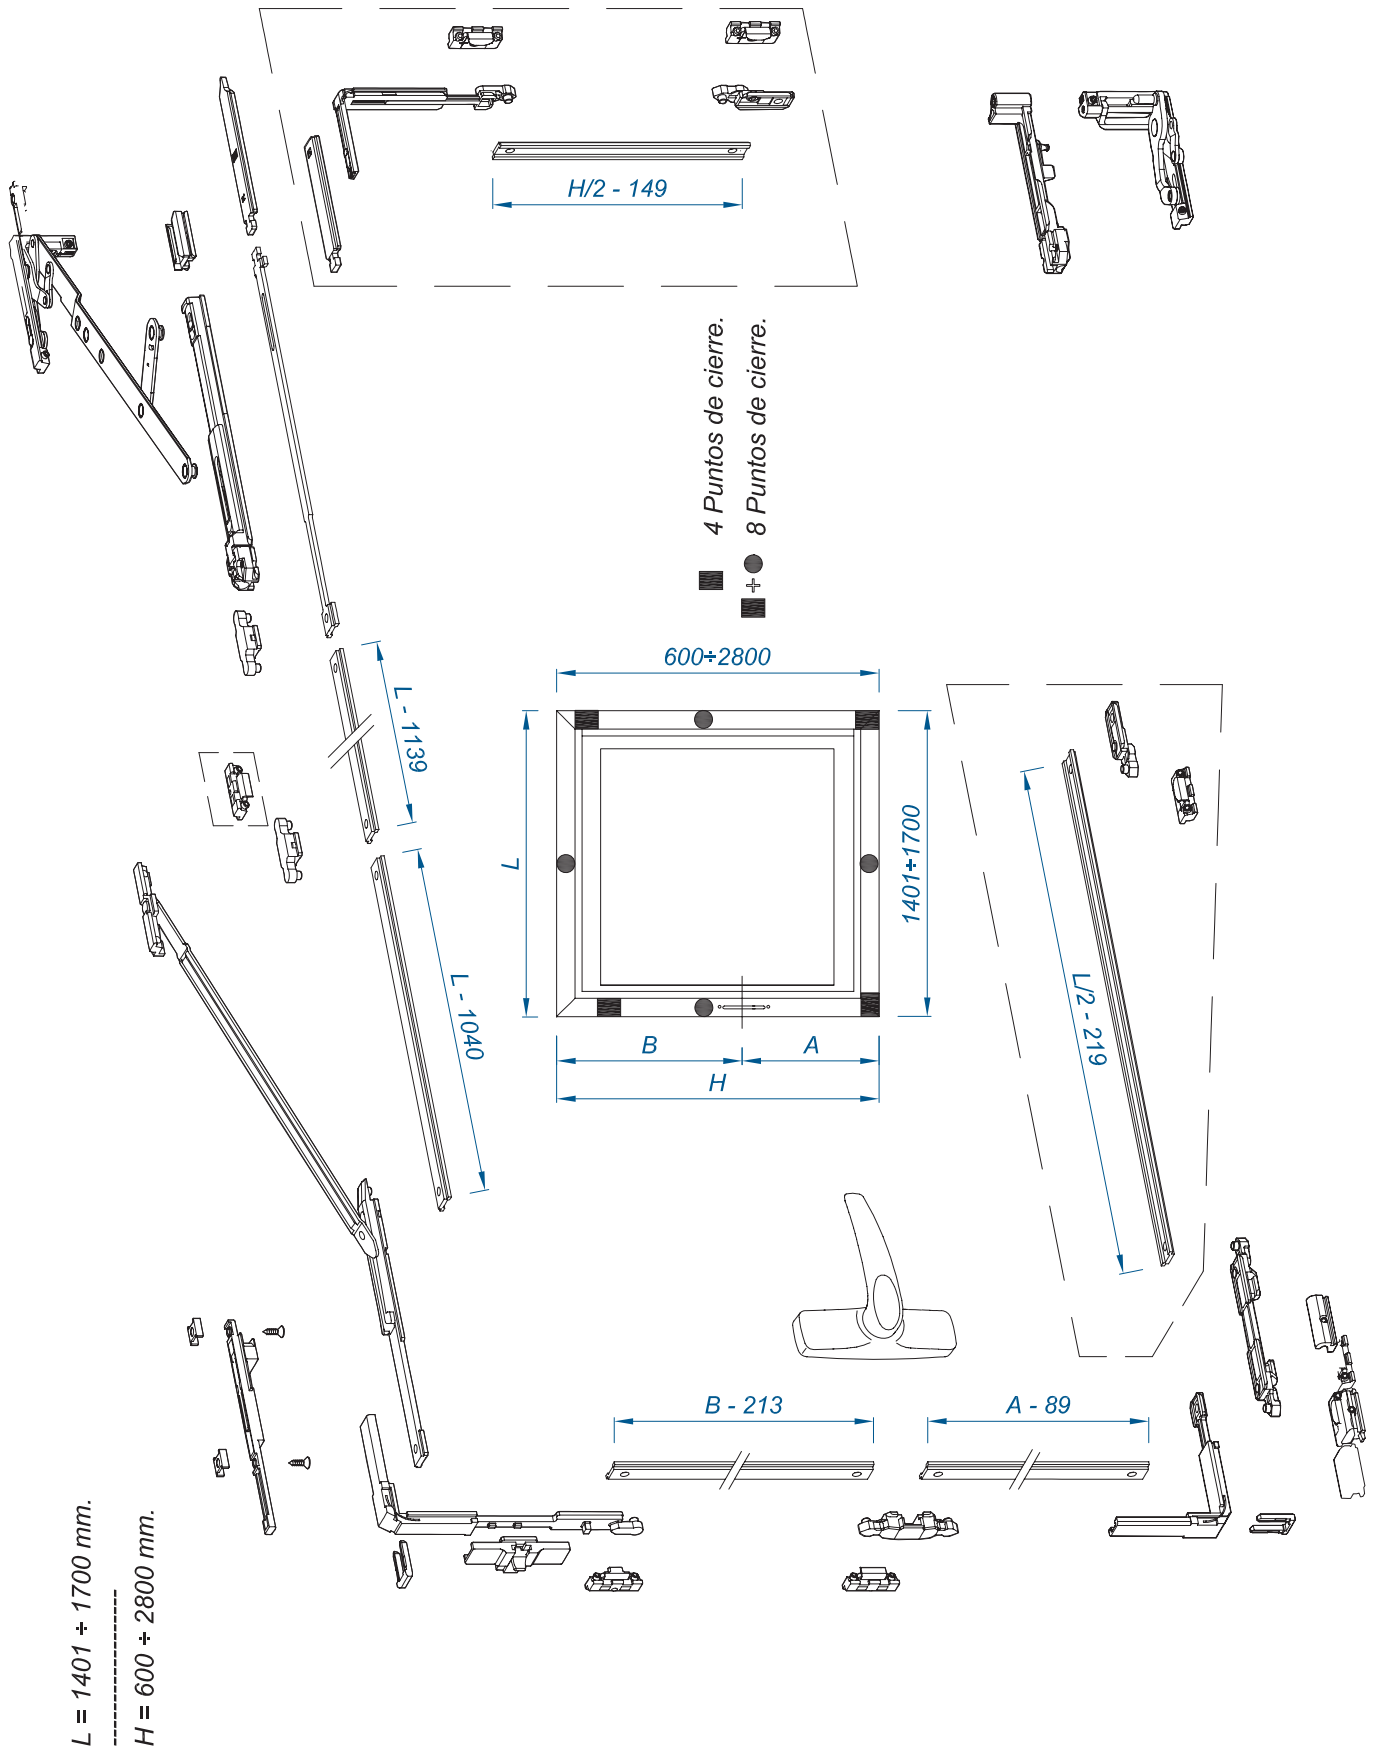 H/2 - 149
4 Puntos de cierre.
+ 8 Puntos de cierre.
600÷2800
L - 1139
L
1401÷1700
L - 1040
L/2 - 219
B
A
H
B - 213
A - 89
L = 1401 ÷ 1700 mm.
H = 600 ÷ 2800 mm.